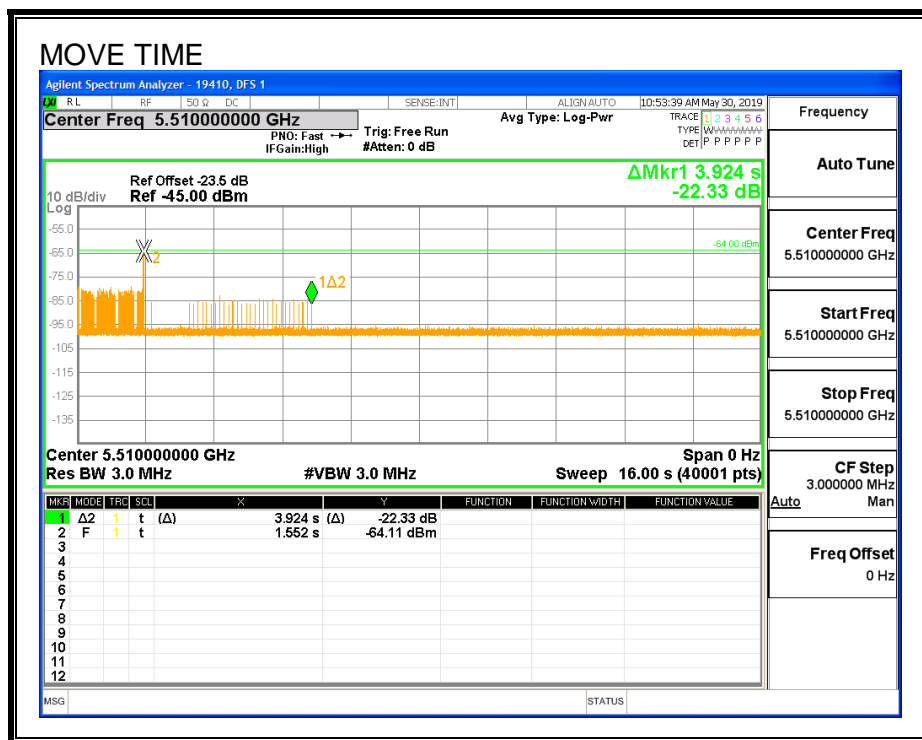 MOVE TIME
Agilent Spectrum Analyzer - 19410, DFS 1
LXI RL RF 50 Ω DC SENSE:INT ALIGN AUTO 10:53:39 AM May 30, 2019
Center Freq 5.510000000 GHz
PNO: Fast
IFGain:High
Trig: Free Run
#Atten: 0 dB
Avg Type: Log-Pwr
TRACE 1 2 3 4 5 6
TYPE WWWWWW
DET P P P P P P
ΔMkr1 3.924 s
-22.33 dB
Ref Offset -23.5 dB
10 dB/div Ref -45.00 dBm
Log
-55.0
-65.0
-75.0
-85.0
-95.0
-105
-115
-125
-135
2
1Δ2
-64.00 dBm
Center 5.510000000 GHz Span 0 Hz
Res BW 3.0 MHz #VBW 3.0 MHz Sweep 16.00 s (40001 pts)
MKR MODE TRC SCL X Y FUNCTION FUNCTION WIDTH FUNCTION VALUE
1 Δ2 1 t (Δ) 3.924 s (Δ) -22.33 dB
2 F 1 t 1.552 s -64.11 dBm
3
4
5
6
7
8
9
10
11
12
MSG STATUS
Frequency
Auto Tune
Center Freq
5.510000000 GHz
Start Freq
5.510000000 GHz
Stop Freq
5.510000000 GHz
CF Step
3.000000 MHz
Auto Man
Freq Offset
0 Hz